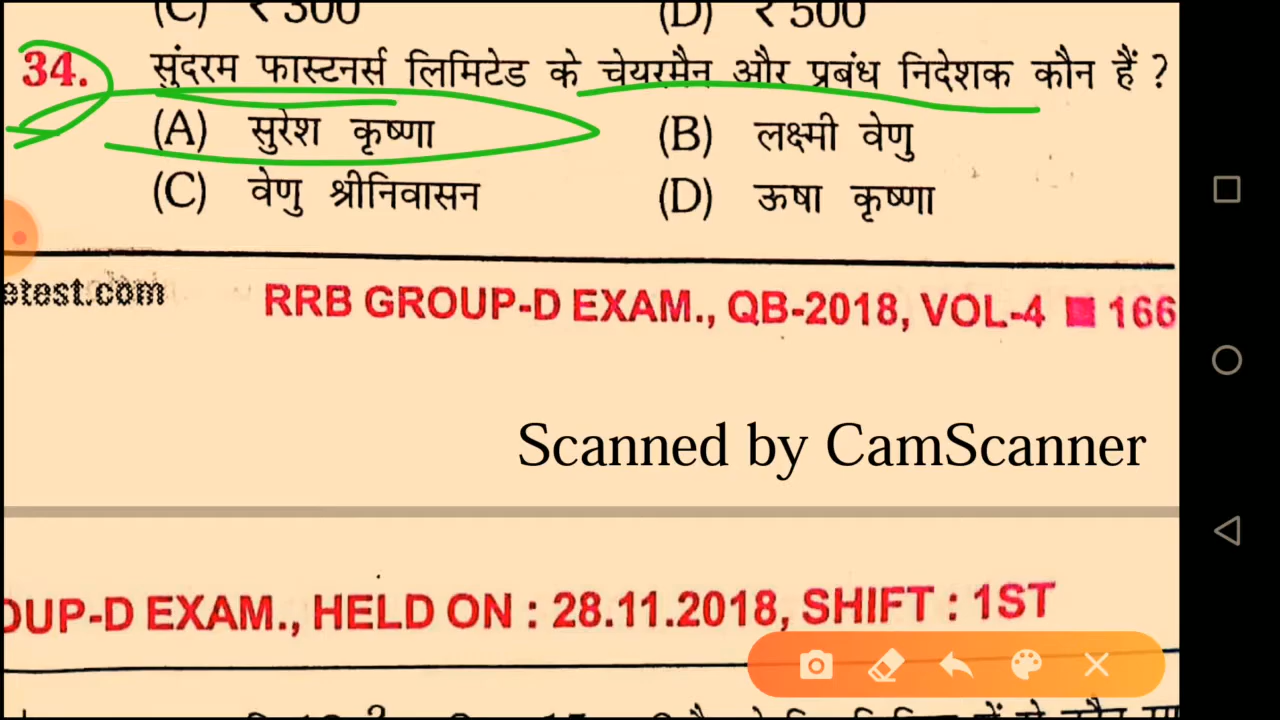 (C) ₹ 300 (D) ₹ 500
34. सुंदरम फास्टनर्स लिमिटेड के चेयरमैन और प्रबंध निदेशक कौन हैं ?
(A) सुरेश कृष्णा (B) लक्ष्मी वेणु
(C) वेणु श्रीनिवासन (D) ऊषा कृष्णा
etest.com RRB GROUP-D EXAM., QB-2018, VOL-4 ■ 166
Scanned by CamScanner
OUP-D EXAM., HELD ON : 28.11.2018, SHIFT : 1ST